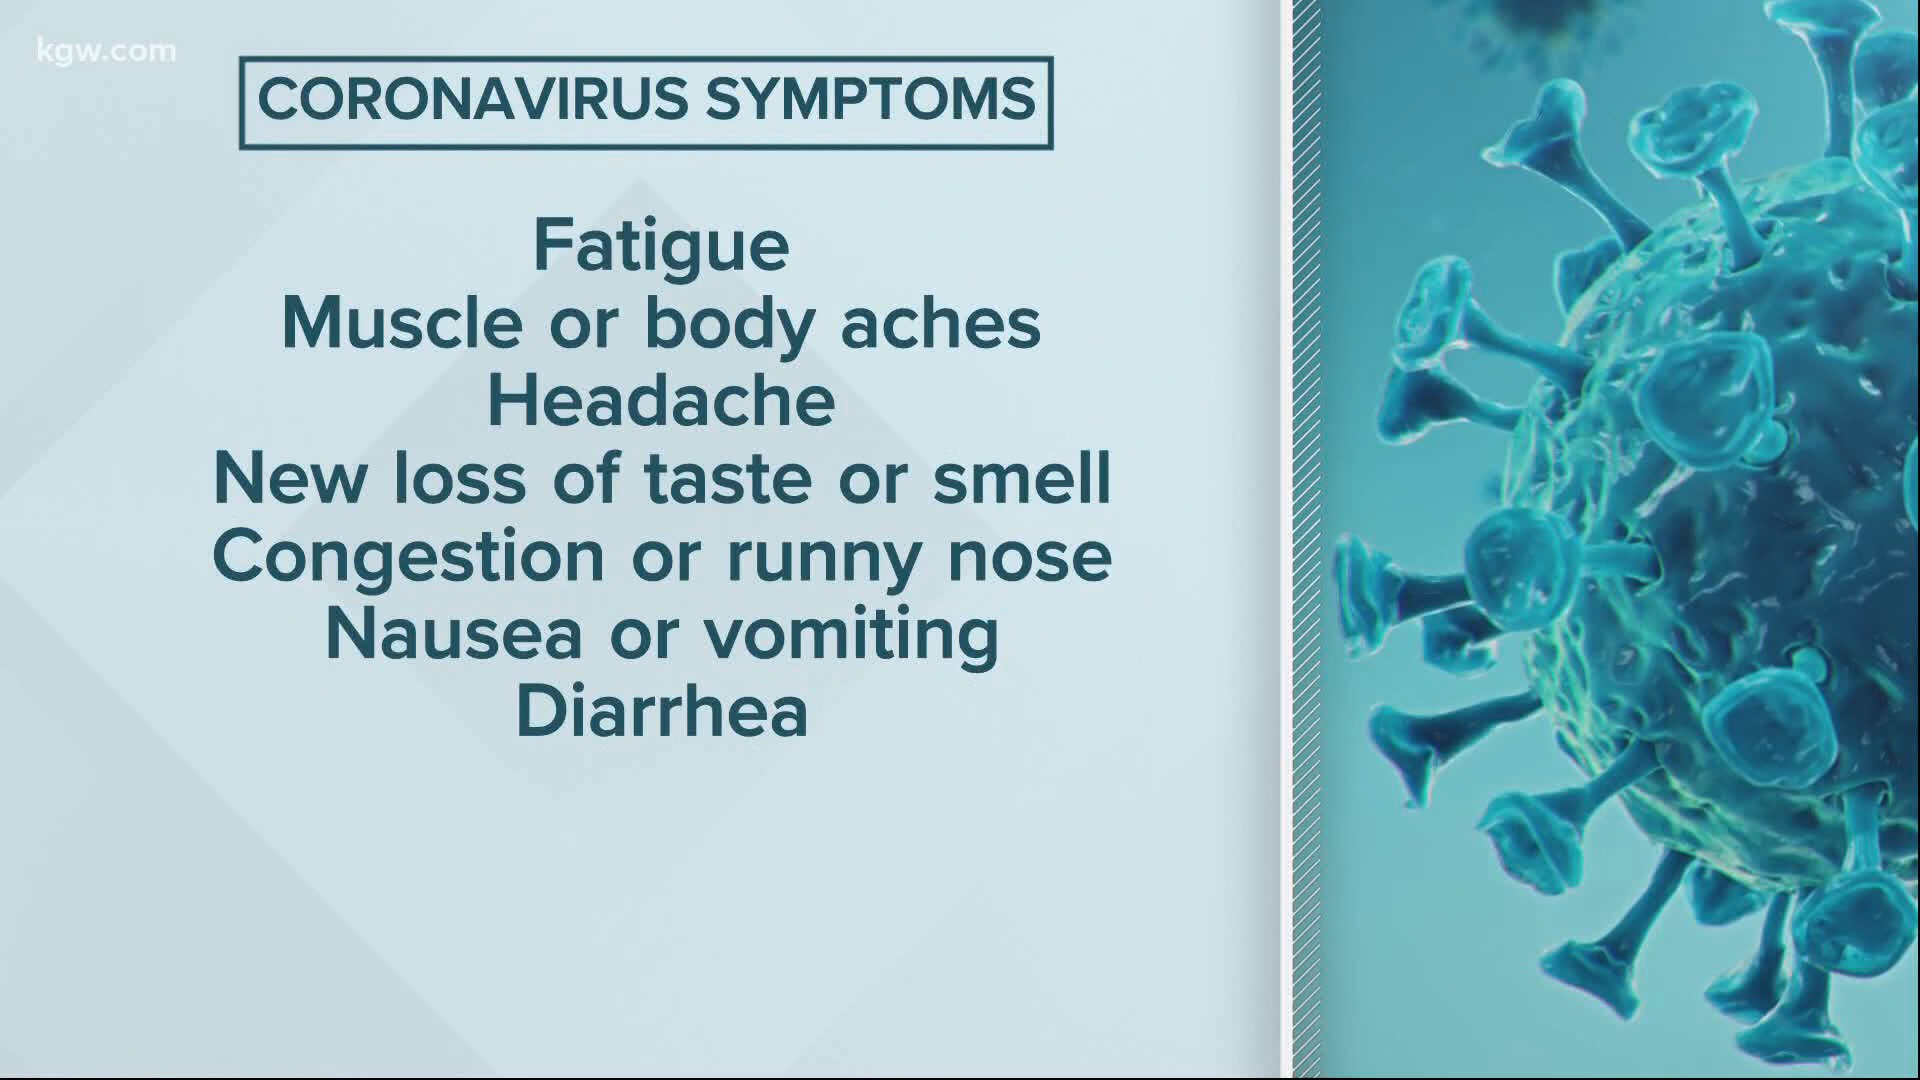 kgw.com
CORONAVIRUS SYMPTOMS
Fatigue
Muscle or body aches
Headache
New loss of taste or smell
Congestion or runny nose
Nausea or vomiting
Diarrhea